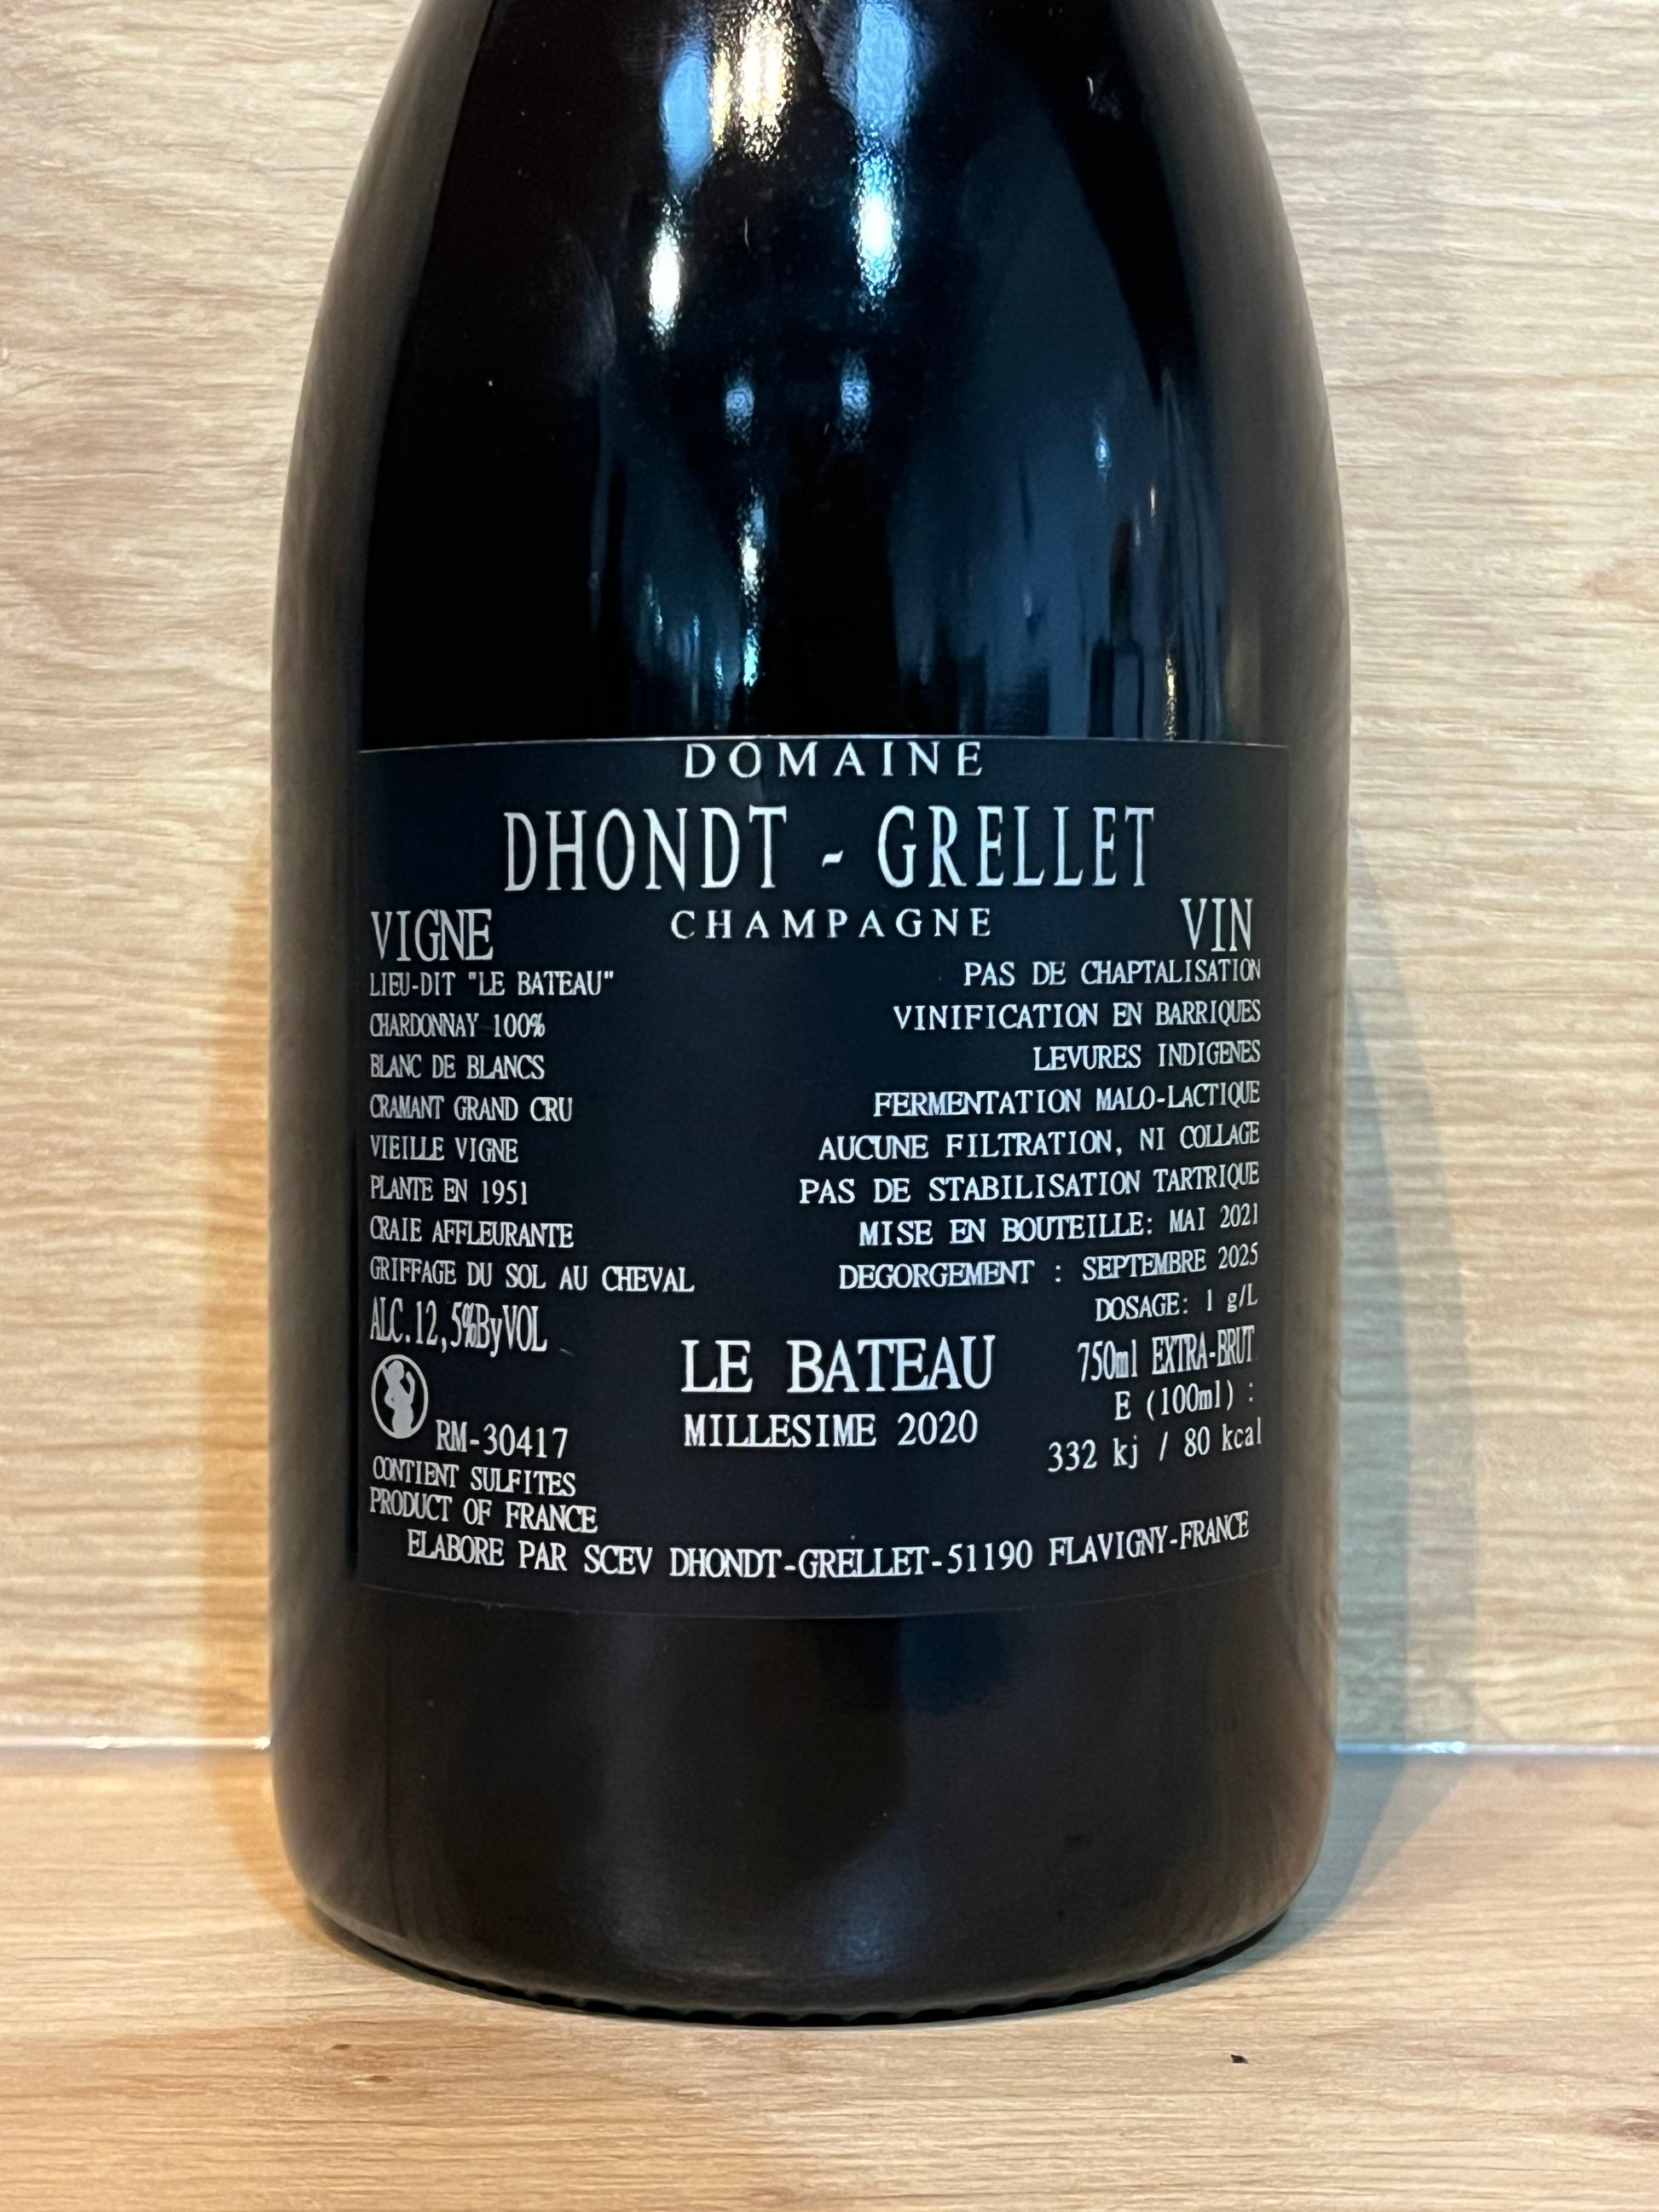 DOMAINE
DHONDT - GRELLET
CHAMPAGNE
VIGNE
LIEU-DIT "LE BATEAU"
CHARDONNAY 100%
BLANC DE BLANCS
CRAMANT GRAND CRU
VIEILLE VIGNE
PLANTE EN 1951
CRAIE AFFLEURANTE
GRIFFAGE DU SOL AU CHEVAL
ALC.12,5%ByVOL
RM-30417
CONTIENT SULFITES
PRODUCT OF FRANCE
VIN
PAS DE CHAPTALISATION
VINIFICATION EN BARRIQUES
LEVURES INDIGENES
FERMENTATION MALO-LACTIQUE
AUCUNE FILTRATION, NI COLLAGE
PAS DE STABILISATION TARTRIQUE
MISE EN BOUTEILLE: MAI 2021
DEGORGEMENT : SEPTEMBRE 2025
DOSAGE: 1 g/L
750ml EXTRA-BRUT
E (100ml) :
332 kj / 80 kcal
LE BATEAU
MILLESIME 2020
ELABORE PAR SCEV DHONDT-GRELLET-51190 FLAVIGNY-FRANCE